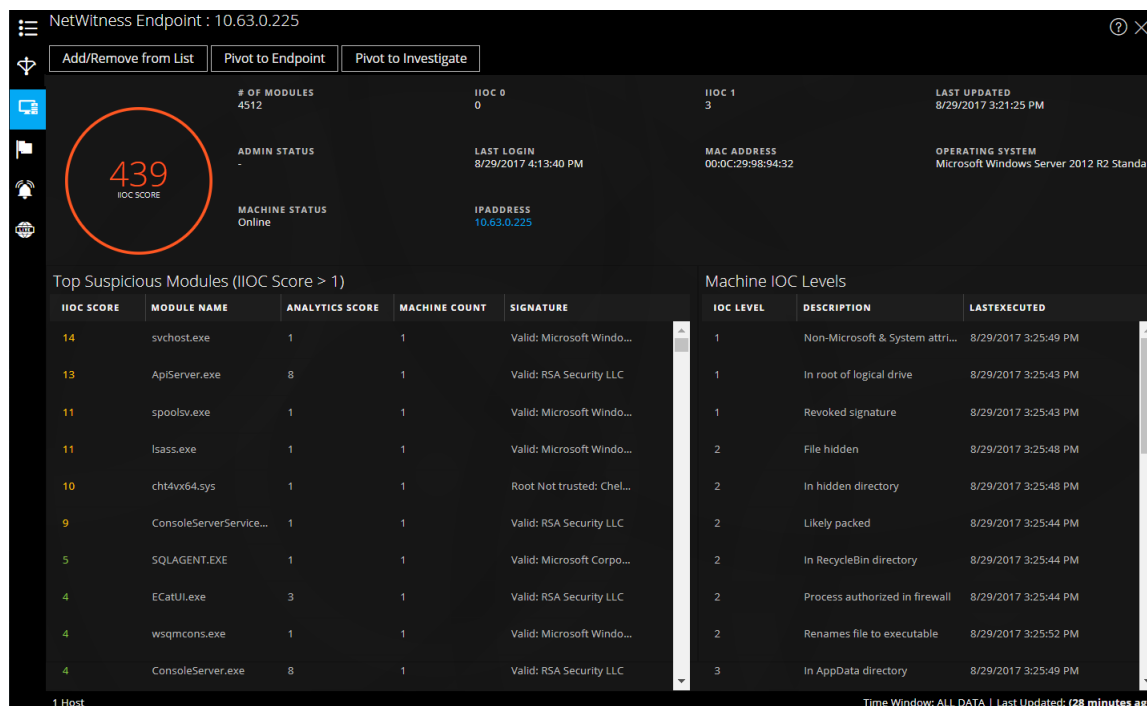 NetWitness Endpoint : 10.63.0.225
Add/Remove from List Pivot to Endpoint Pivot to Investigate
# OF MODULES IIOC 0 IIOC 1 LAST UPDATED
4512 0 3 8/29/2017 3:21:25 PM
ADMIN STATUS LAST LOGIN MAC ADDRESS OPERATING SYSTEM
- 8/29/2017 4:13:40 PM 00:0C:29:98:94:32 Microsoft Windows Server 2012 R2 Standa
439
IIOC SCORE
MACHINE STATUS IPADDRESS
Online 10.63.0.225
Top Suspicious Modules (IIOC Score > 1)
IIOC SCORE MODULE NAME ANALYTICS SCORE MACHINE COUNT SIGNATURE
14 svchost.exe 1 1 Valid: Microsoft Windo...
13 ApiServer.exe 8 1 Valid: RSA Security LLC
11 spoolsv.exe 1 1 Valid: Microsoft Windo...
11 lsass.exe 1 1 Valid: Microsoft Windo...
10 cht4vx64.sys 1 1 Root Not trusted: Chel...
9 ConsoleServerService... 1 1 Valid: RSA Security LLC
5 SQLAGENT.EXE 1 1 Valid: Microsoft Corpo...
4 ECatUI.exe 3 1 Valid: RSA Security LLC
4 wsqmcons.exe 1 1 Valid: Microsoft Windo...
4 ConsoleServer.exe 8 1 Valid: RSA Security LLC
Machine IOC Levels
IOC LEVEL DESCRIPTION LASTEXECUTED
1 Non-Microsoft & System attri... 8/29/2017 3:25:49 PM
1 In root of logical drive 8/29/2017 3:25:43 PM
1 Revoked signature 8/29/2017 3:25:43 PM
2 File hidden 8/29/2017 3:25:48 PM
2 In hidden directory 8/29/2017 3:25:48 PM
2 Likely packed 8/29/2017 3:25:44 PM
2 In RecycleBin directory 8/29/2017 3:25:44 PM
2 Process authorized in firewall 8/29/2017 3:25:44 PM
2 Renames file to executable 8/29/2017 3:25:52 PM
3 In AppData directory 8/29/2017 3:25:49 PM
1 Host Time Window: ALL DATA | Last Updated: (28 minutes ag